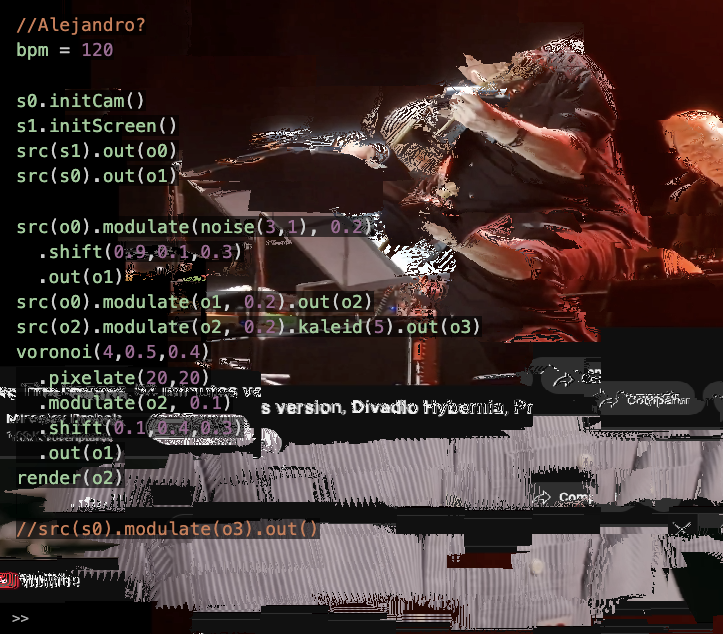 //Alejandro?
bpm = 120
s0.initCam()
s1.initScreen()
src(s1).out(o0)
src(s0).out(o1)
src(o0).modulate(noise(3,1), 0.2)
.shift(0.9,0.1,0.3)
.out(o1)
src(o0).modulate(o1, 0.2).out(o2)
src(o2).modulate(o2, 0.2).kaleid(5).out(o3)
voronoi(4,0.5,0.4)
.pixelate(20,20)
.modulate(o2, 0.1)
s version, Divadlo Hybernia, Pr
Compartir
.shift(0.1,0.4,0.3)
.out(o1)
render(o2)
Com
//src(s0).modulate(o3).out()
>>